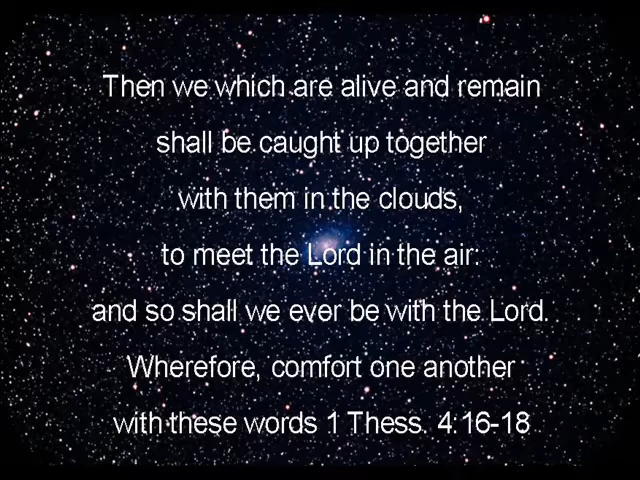 Then we which are alive and remain
shall be caught up together
with them in the clouds,
to meet the Lord in the air:
and so shall we ever be with the Lord.
Wherefore, comfort one another
with these words 1 Thess. 4:16-18